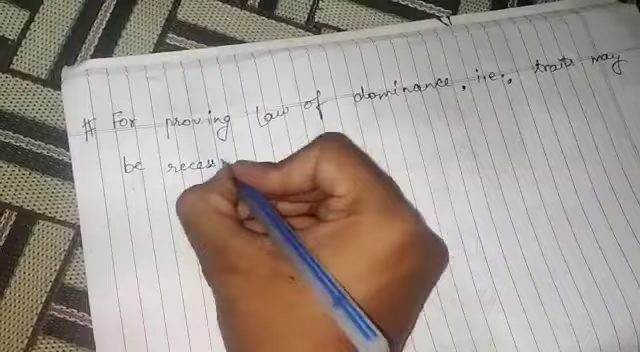 # For proving law of dominance, i.e., traits may
be recess